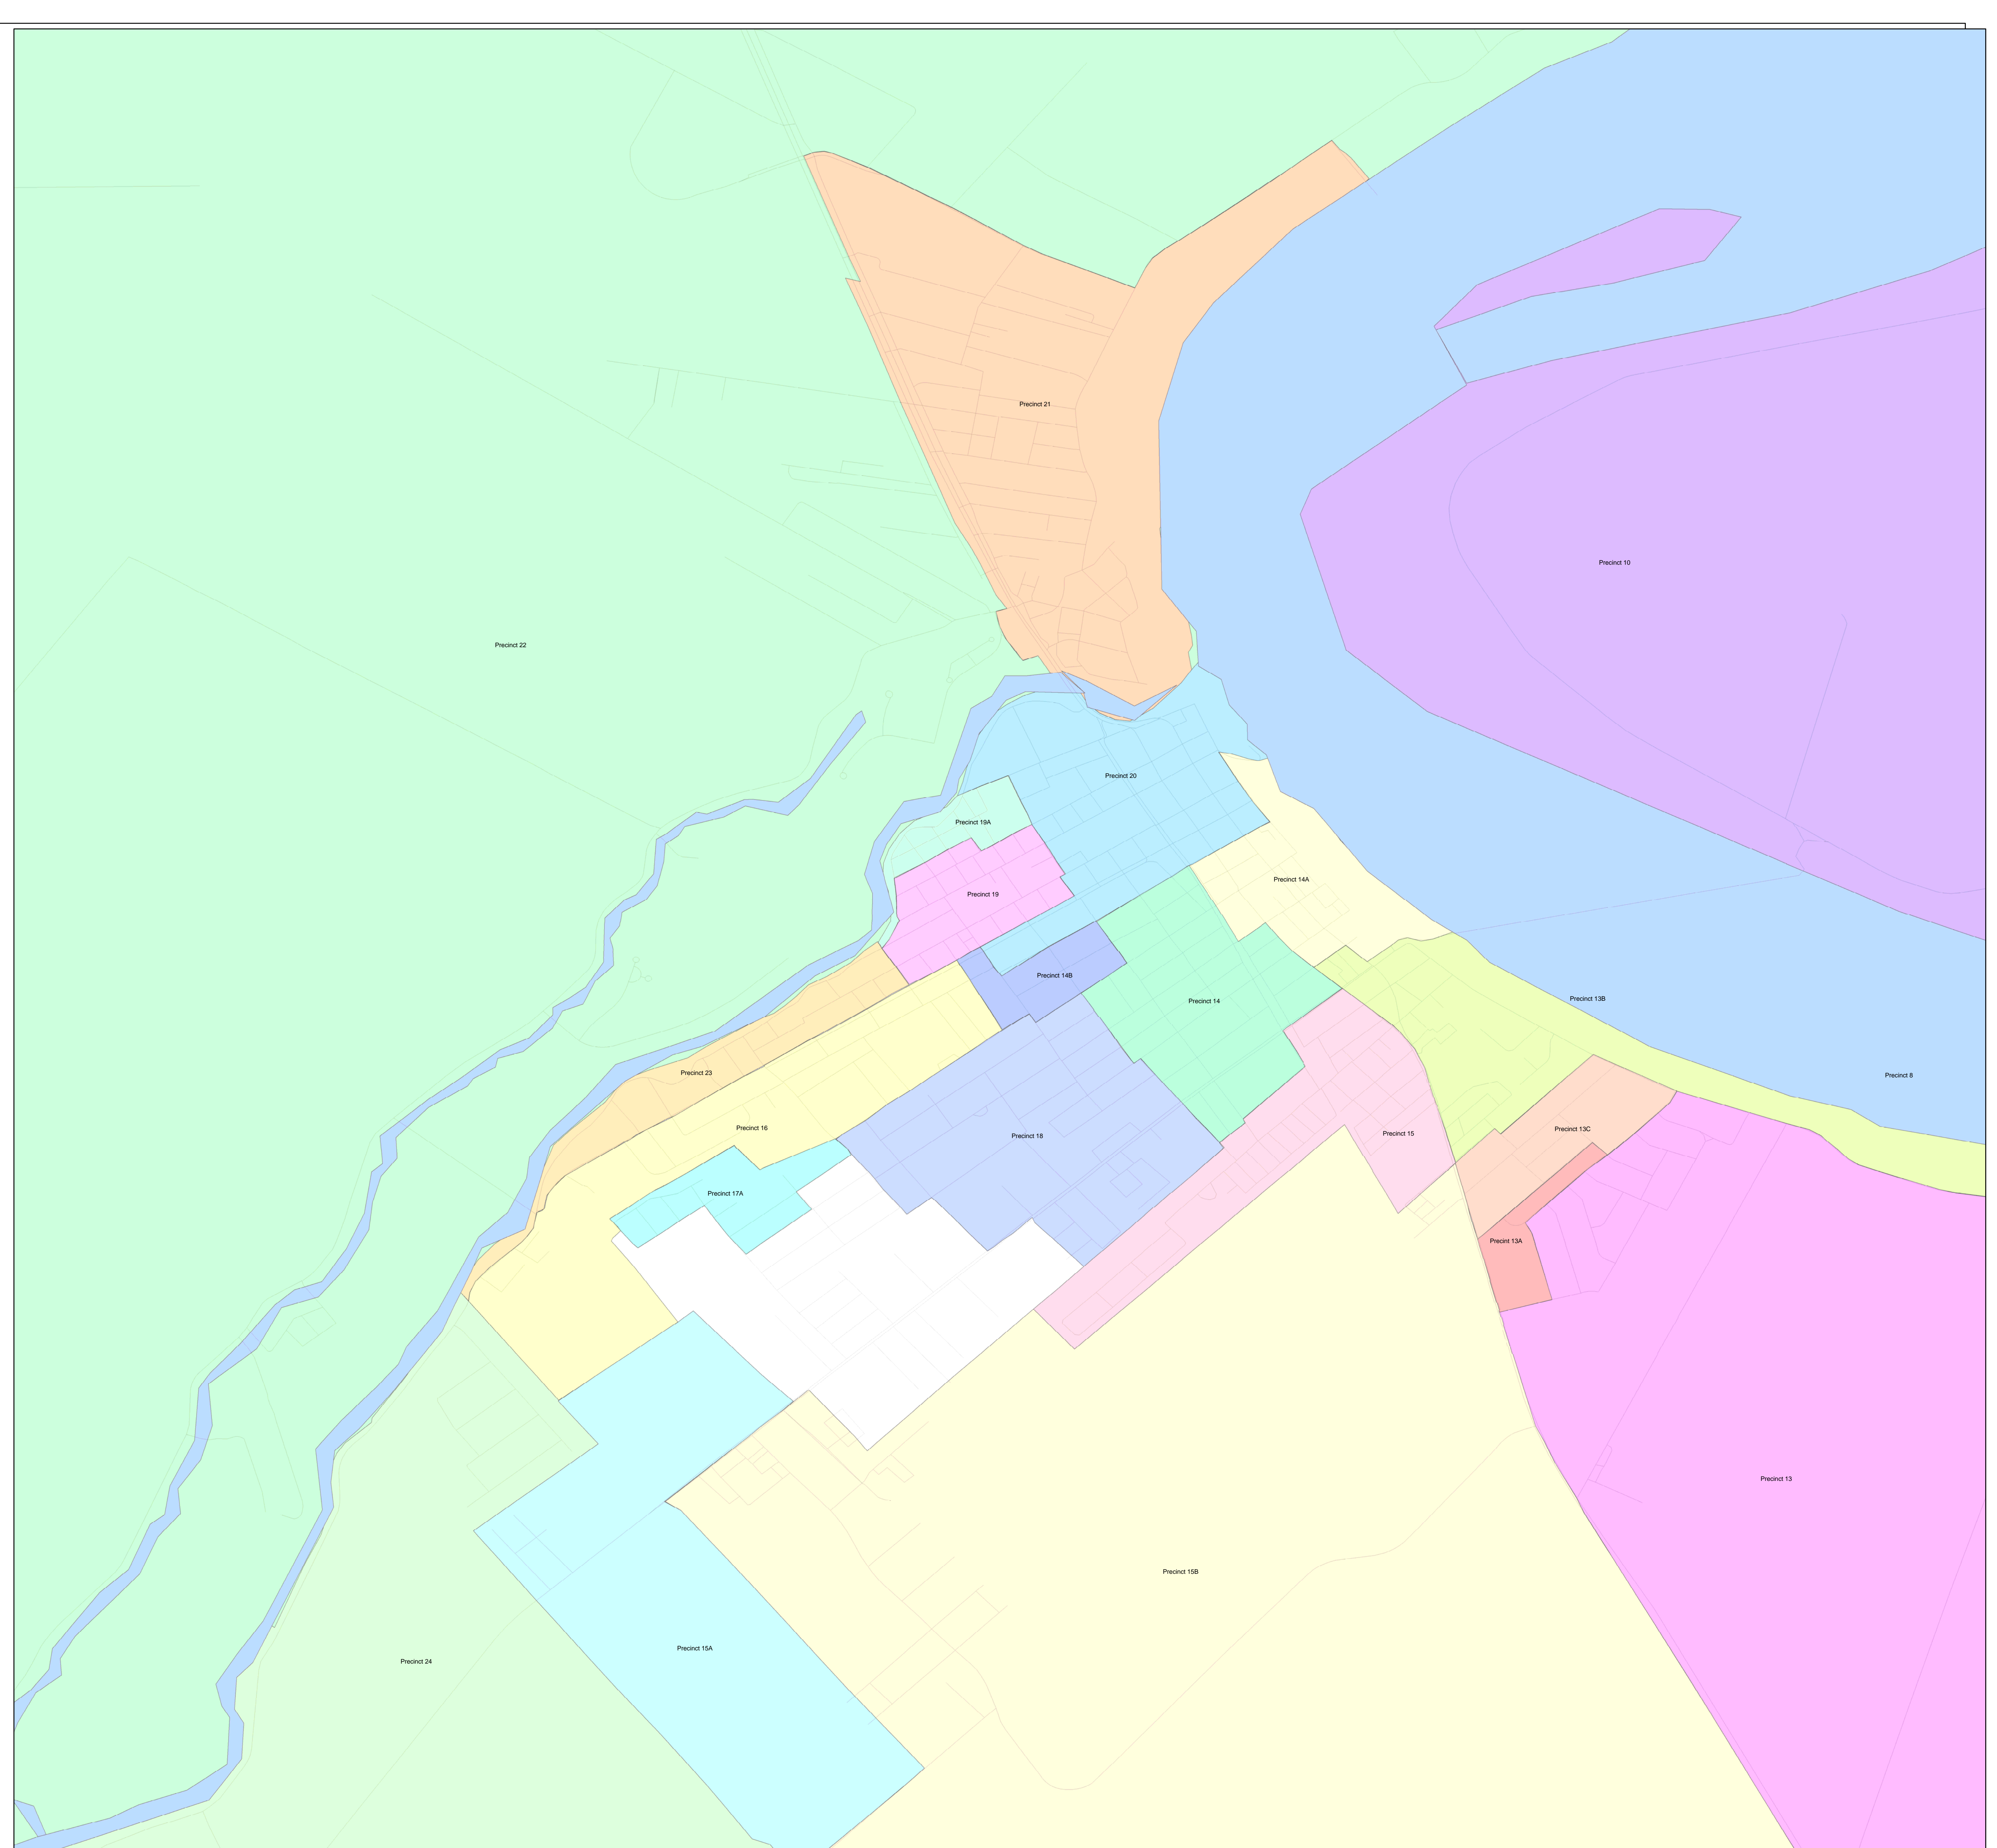 Precinct 21
Precinct 10
Precinct 22
Precinct 20
Precinct 19A
Precinct 14A
Precinct 19
Precinct 14B
Precinct 13B
Precinct 14
Precinct 23
Precinct 8
Precinct 16
Precinct 13C
Precinct 15
Precinct 18
Precinct 17A
Precint 13A
Precinct 13
Precinct 15B
Precinct 15A
Precinct 24